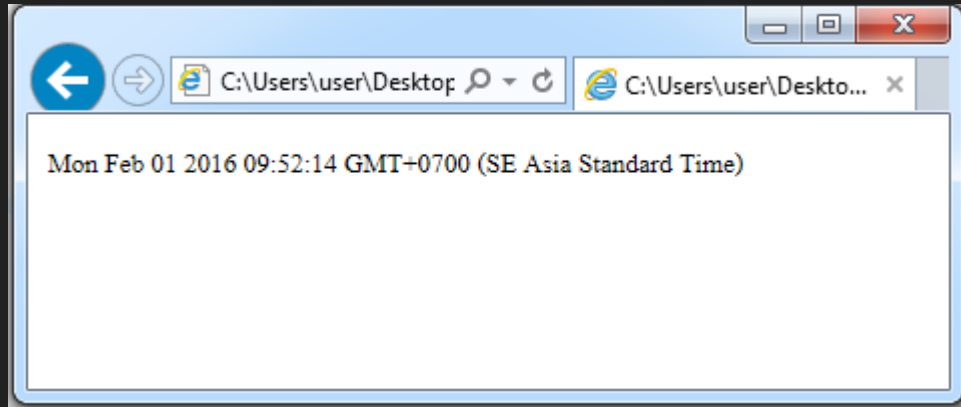 C:\Users\user\Desktop
C:\Users\user\Deskto...
Mon Feb 01 2016 09:52:14 GMT+0700 (SE Asia Standard Time)